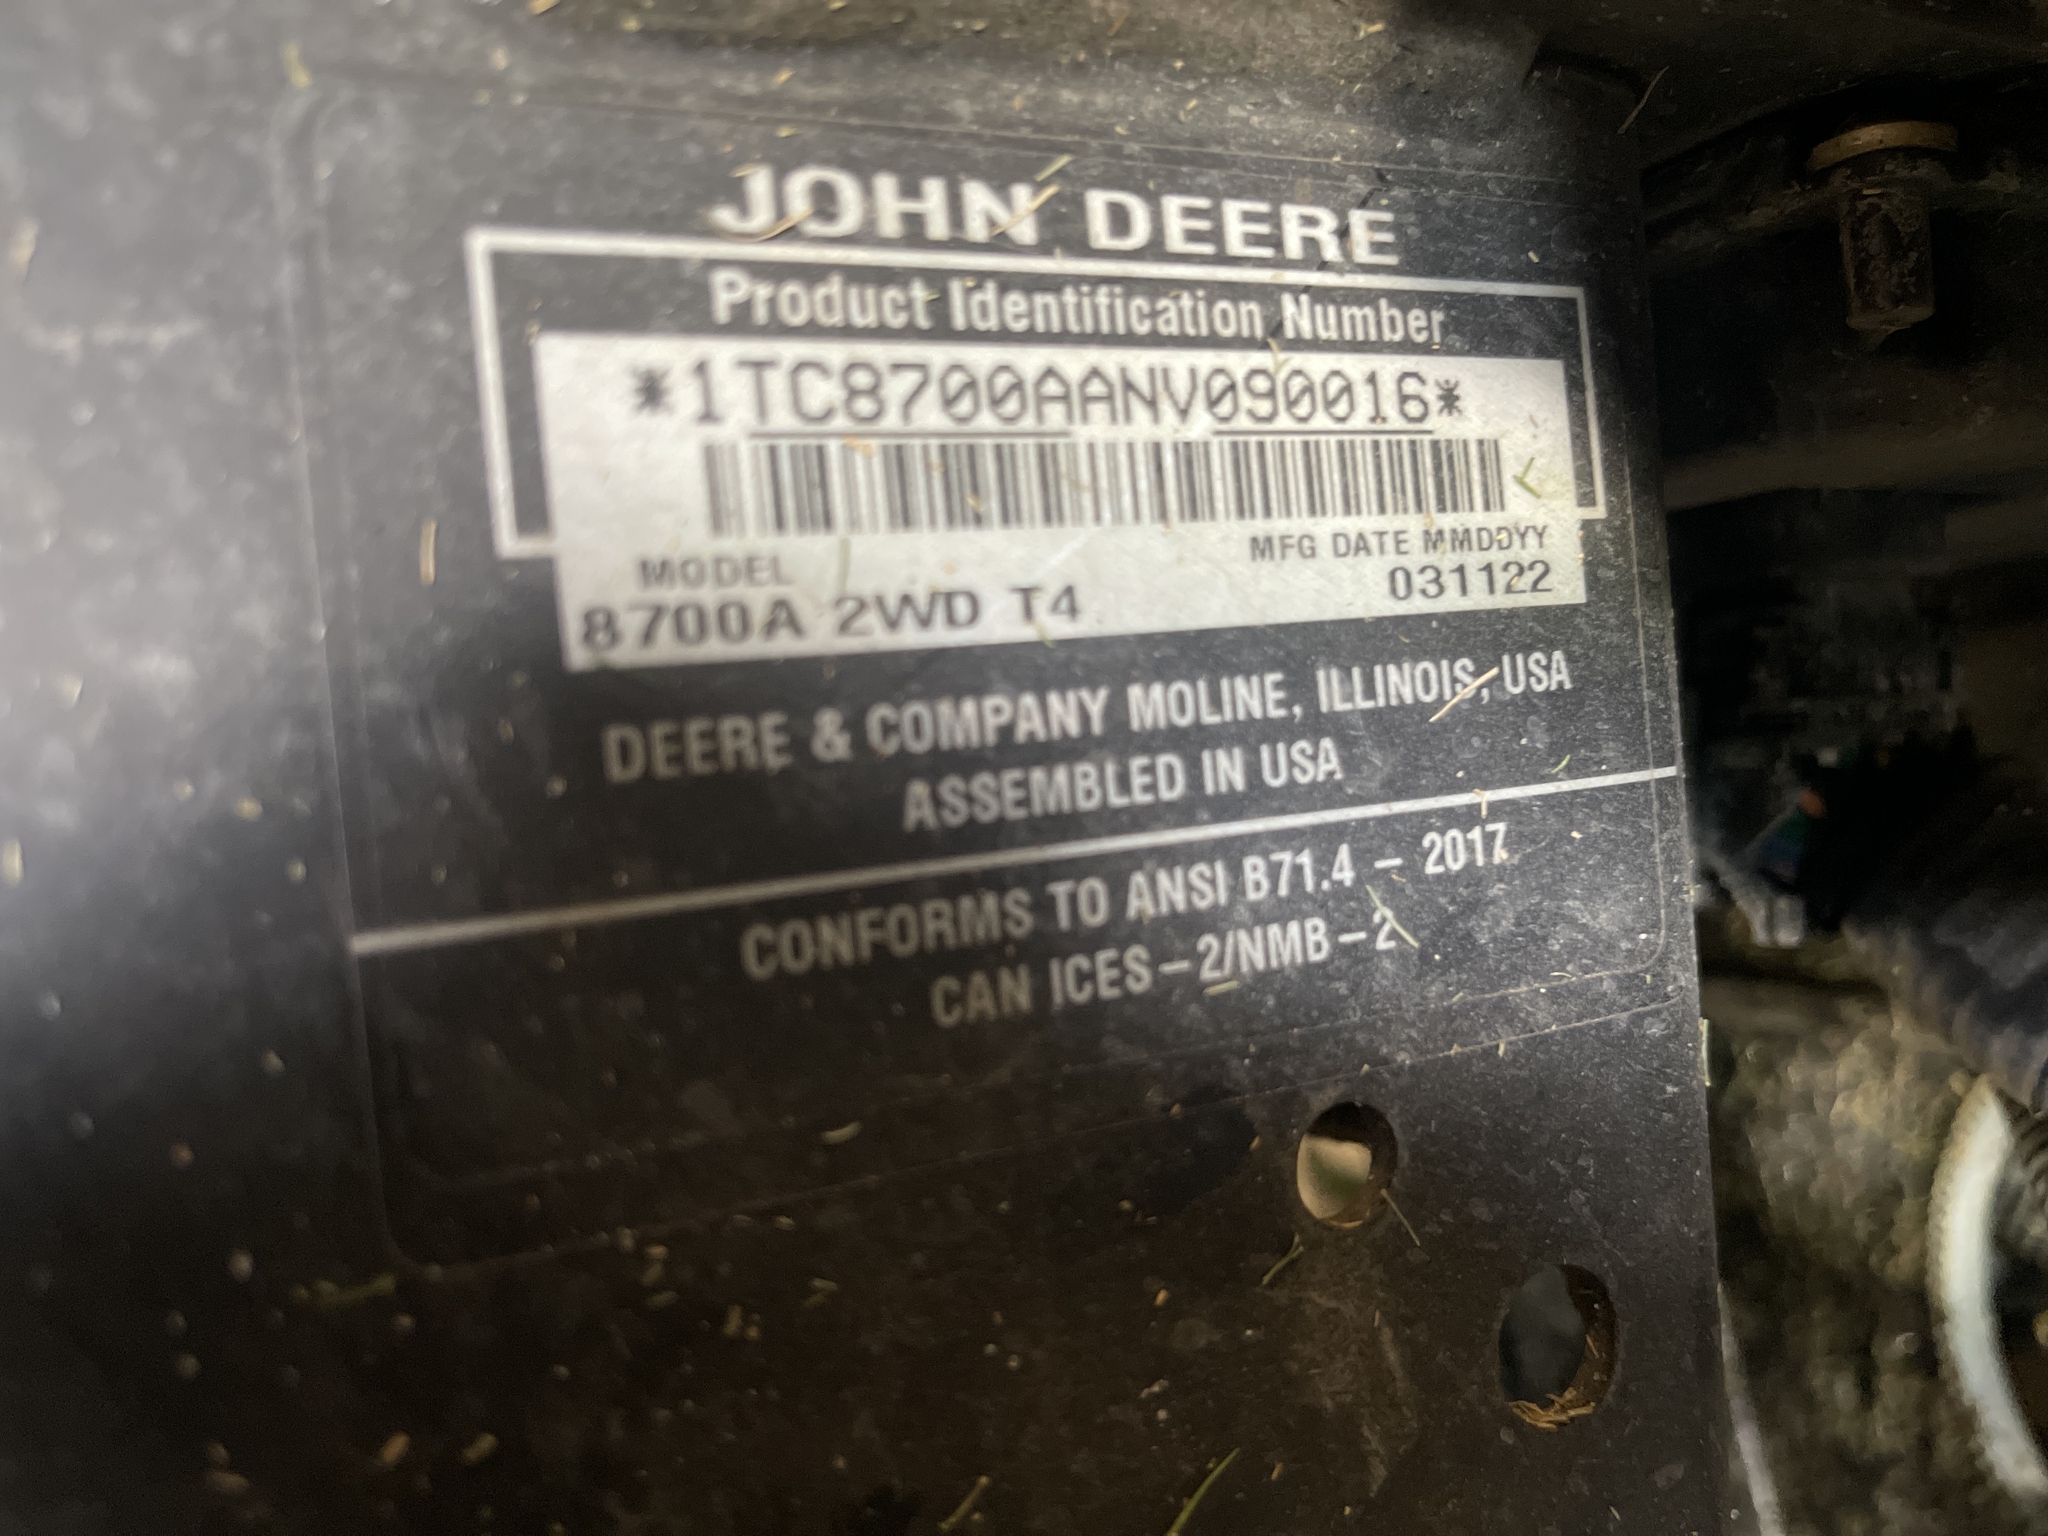 JOHN DEERE
Product Identification Number
*1TC8700AANV090016*
MODEL
8700A 2WD T4
MFG DATE MMDDYY
031122
DEERE & COMPANY MOLINE, ILLINOIS, USA
ASSEMBLED IN USA
CONFORMS TO ANSI B71.4 – 2017
CAN ICES – 2/NMB – 2